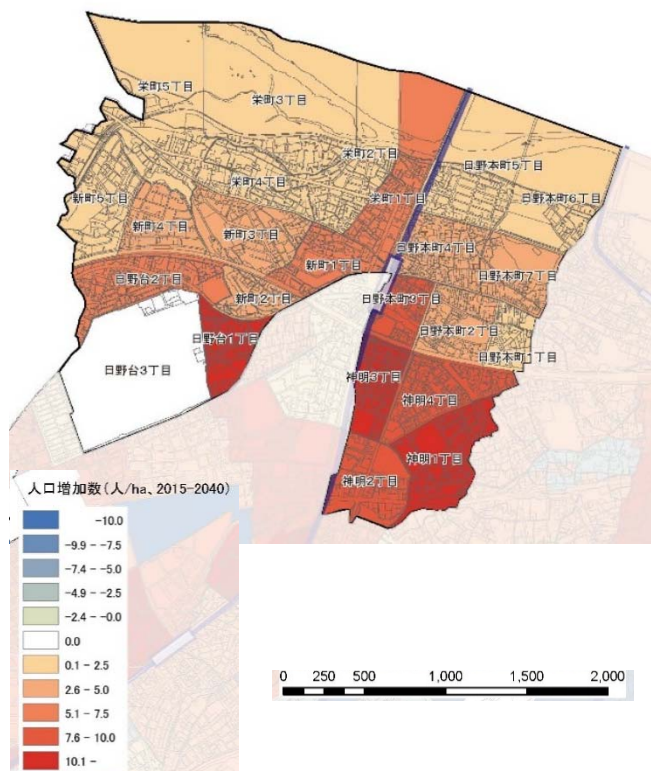 栄町5丁目
栄町3丁目
栄町2丁目
日野本町5丁目
栄町4丁目
新町5丁目
栄町1丁目
日野本町6丁目
新町4丁目
新町3丁目
日野本町4丁目
新町1丁目
日野本町7丁目
日野台2丁目
新町2丁目
日野本町3丁目
日野台1丁目
日野本町2丁目
日野本町1丁目
日野台3丁目
神明3丁目
神明4丁目
神明1丁目
神明2丁目
人口増加数(人/ha、2015-2040)
-10.0
-9.9 - -7.5
-7.4 - -5.0
-4.9 - -2.5
-2.4 - -0.0
0.0
0.1 - 2.5
2.6 - 5.0
5.1 - 7.5
7.6 - 10.0
10.1 -
0 250 500 1,000 1,500 2,000